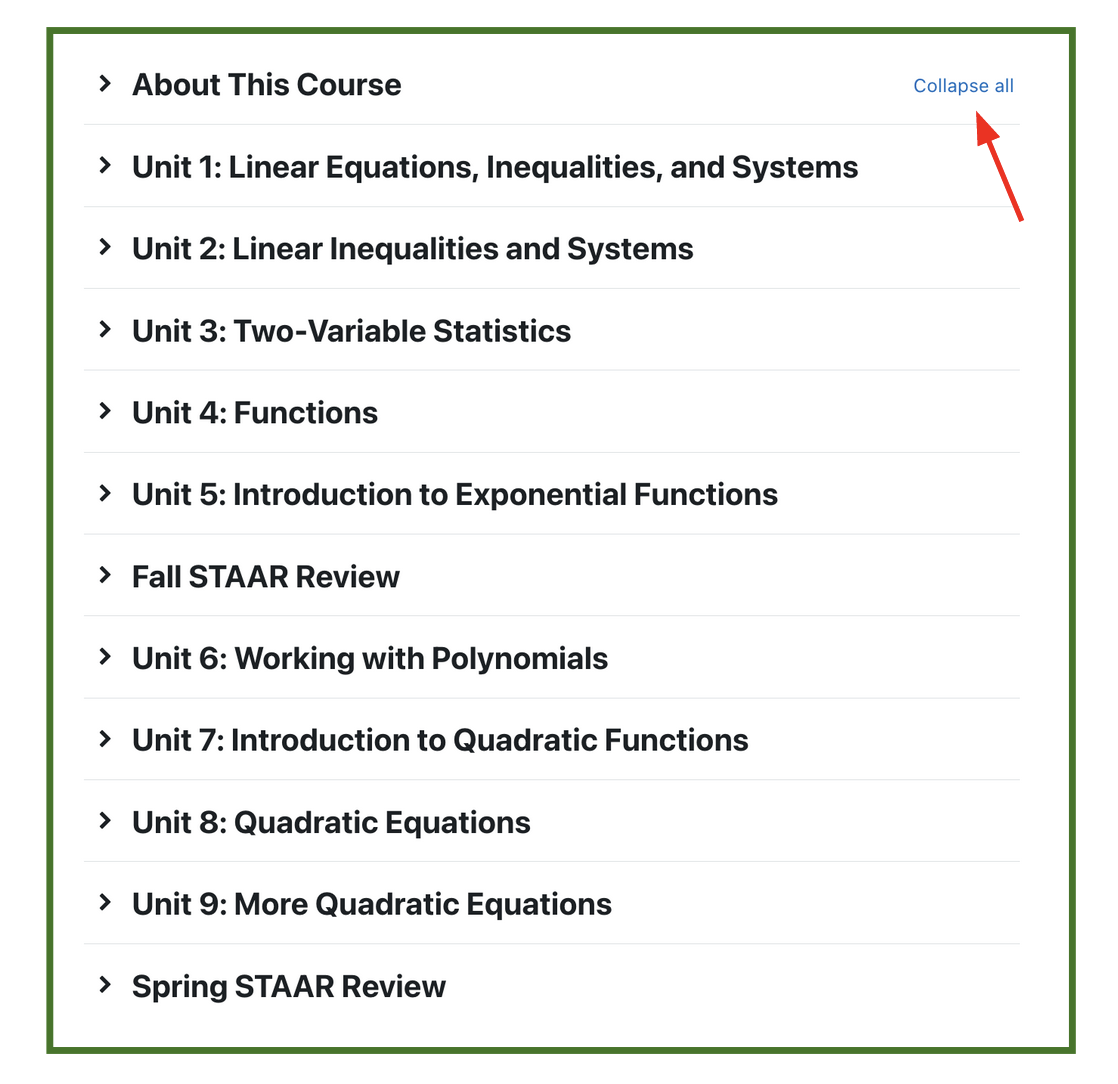 About This Course
Collapse all
Unit 1: Linear Equations, Inequalities, and Systems
Unit 2: Linear Inequalities and Systems
Unit 3: Two-Variable Statistics
Unit 4: Functions
Unit 5: Introduction to Exponential Functions
Fall STAAR Review
Unit 6: Working with Polynomials
Unit 7: Introduction to Quadratic Functions
Unit 8: Quadratic Equations
Unit 9: More Quadratic Equations
Spring STAAR Review